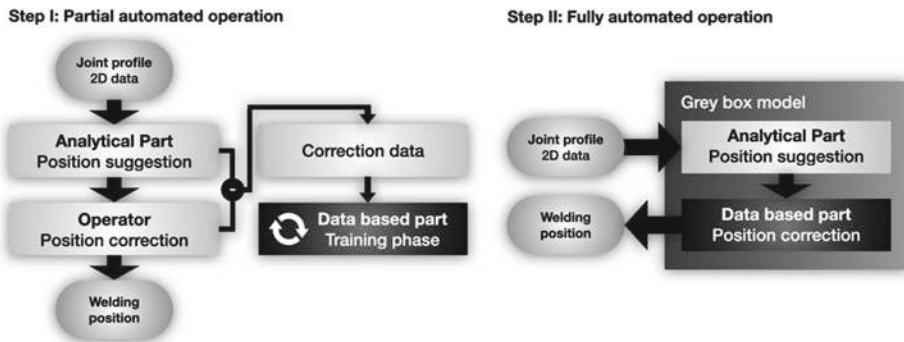 Step I: Partial automated operation
Joint profile
2D data
Analytical Part
Position suggestion
Operator
Position correction
Welding
position
-
Correction data
Data based part
Training phase
Step II: Fully automated operation
Grey box model
Joint profile
2D data
Analytical Part
Position suggestion
Welding
position
Data based part
Position correction